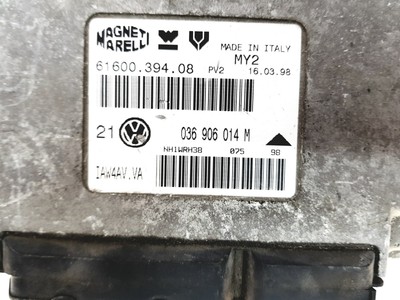 MAGNETI MARELLI MADE IN ITALY
MY2
61600.394.08 PV2 16.03.98
21 036 906 014 M
NH1WRH38 075 98
IAW4AV.VA